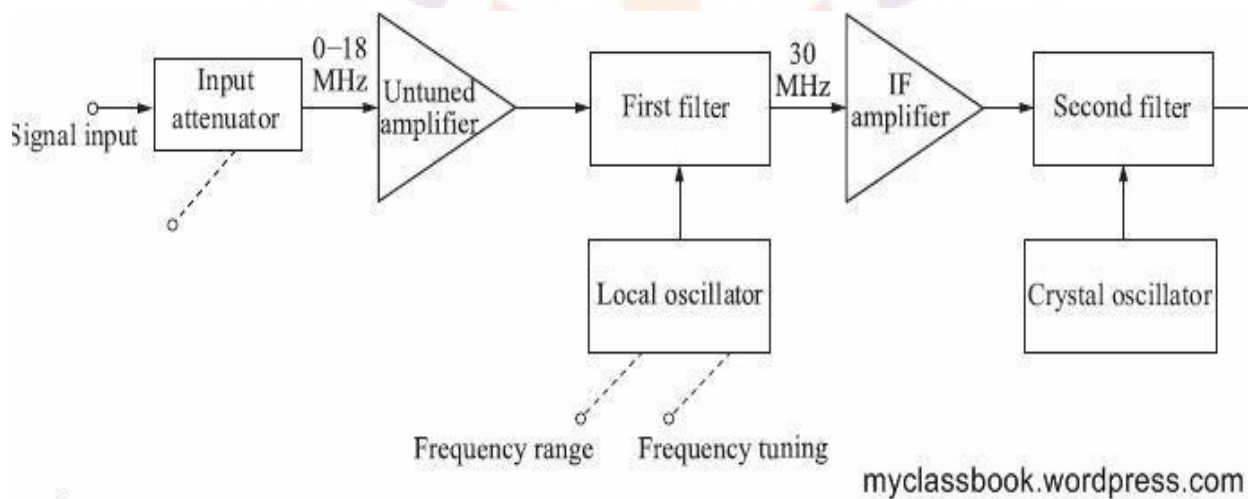 0–18
MHz
Input
attenuator
Signal input
Untuned
amplifier
First filter
30
MHz
IF
amplifier
Second filter
Local oscillator
Crystal oscillator
Frequency range
Frequency tuning
myclassbook.wordpress.com